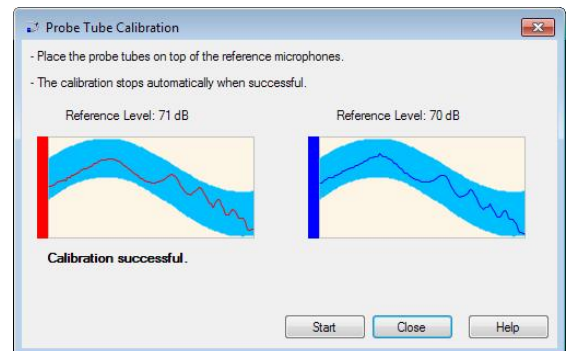 Probe Tube Calibration
- Place the probe tubes on top of the reference microphones.
- The calibration stops automatically when successful.
Reference Level: 71 dB
Reference Level: 70 dB
Calibration successful.
Start
Close
Help